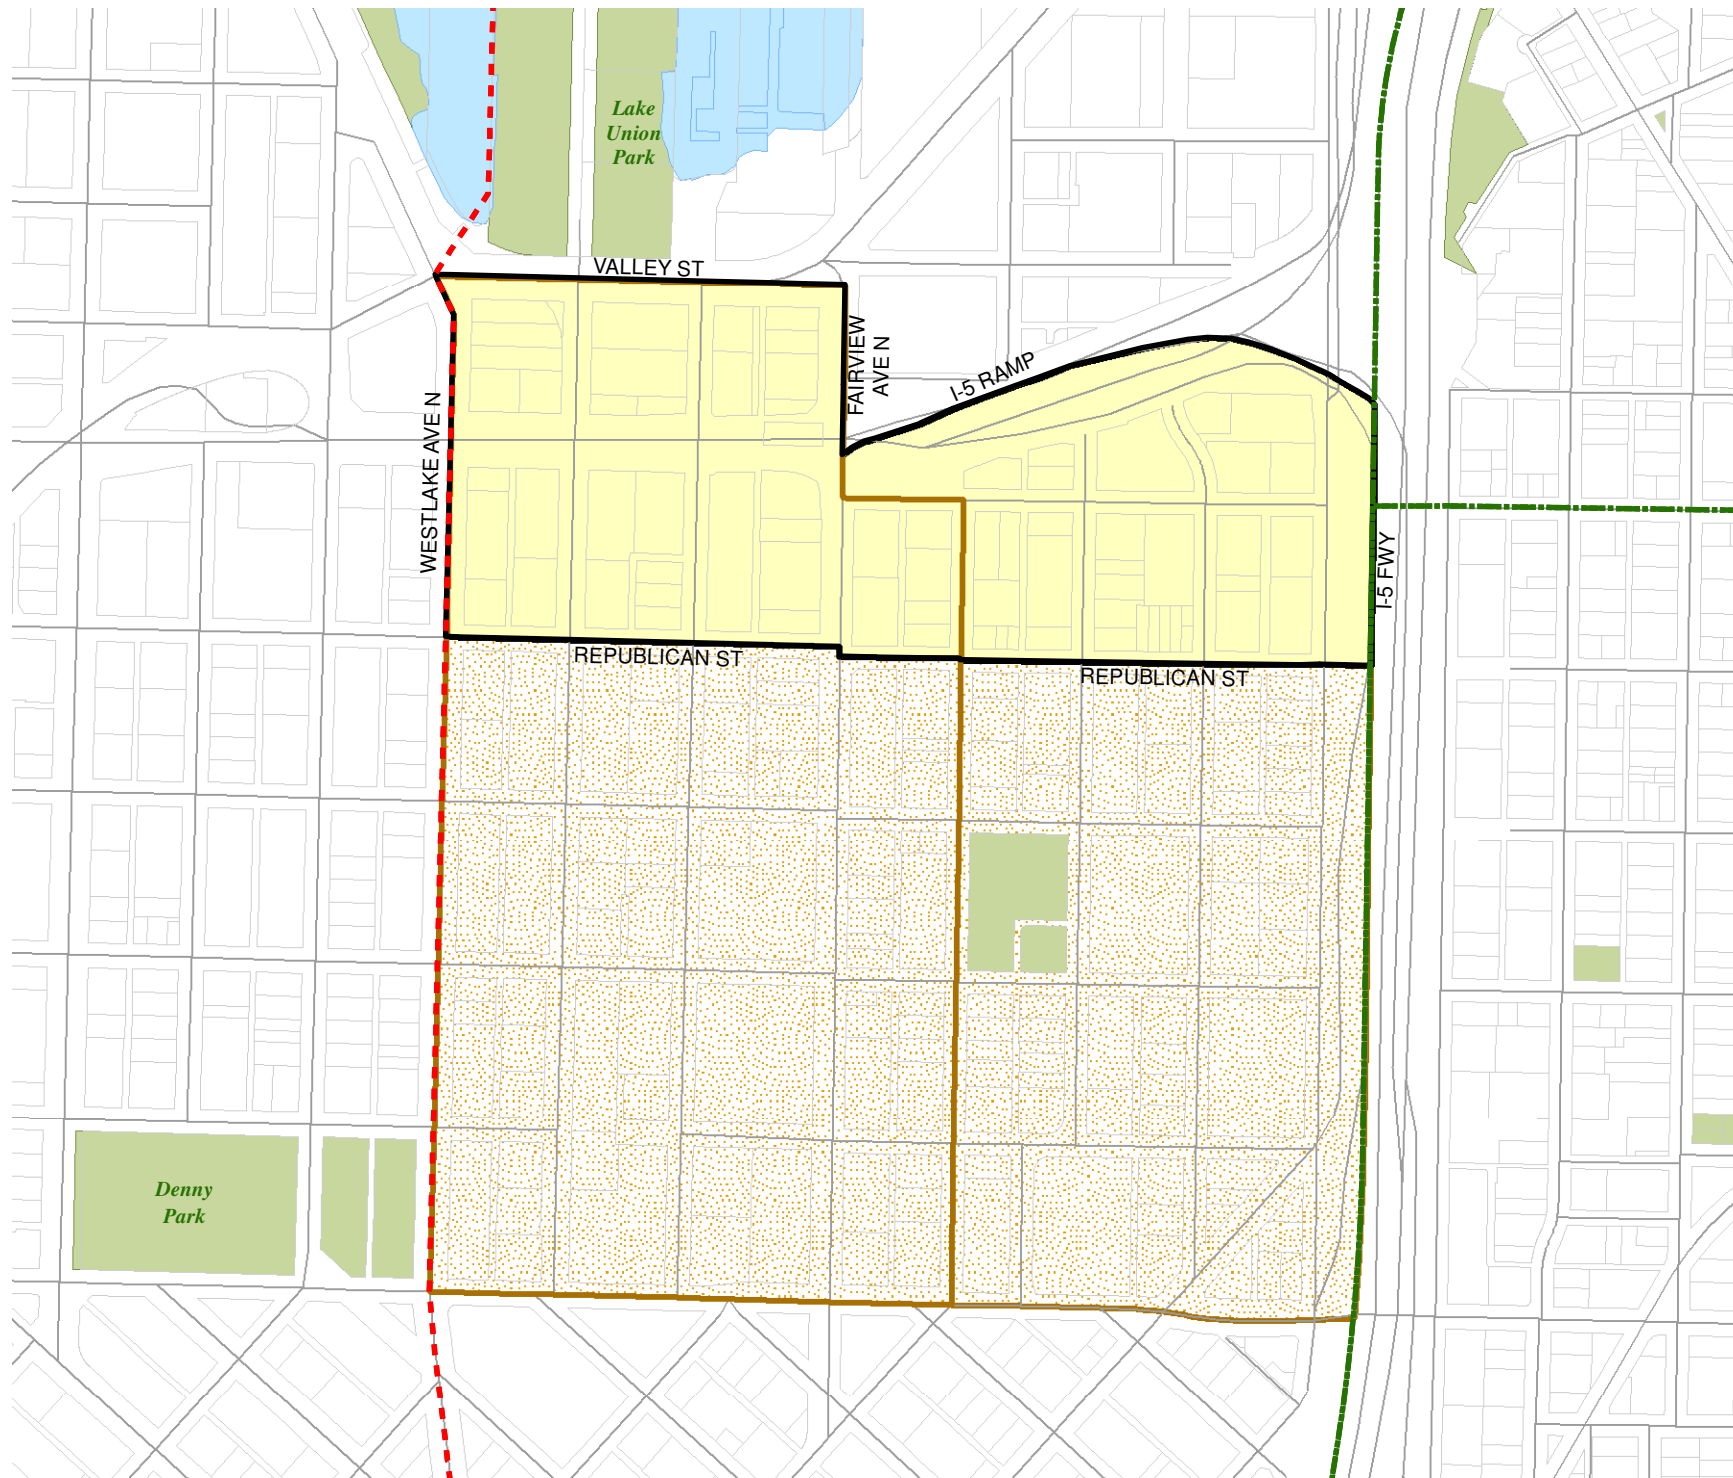 Lake
Union
Park
VALLEY ST
FAIRVIEW
AVE N
I-5 RAMP
WESTLAKE AVE N
I-5 FWY
REPUBLICAN ST
REPUBLICAN ST
Denny
Park